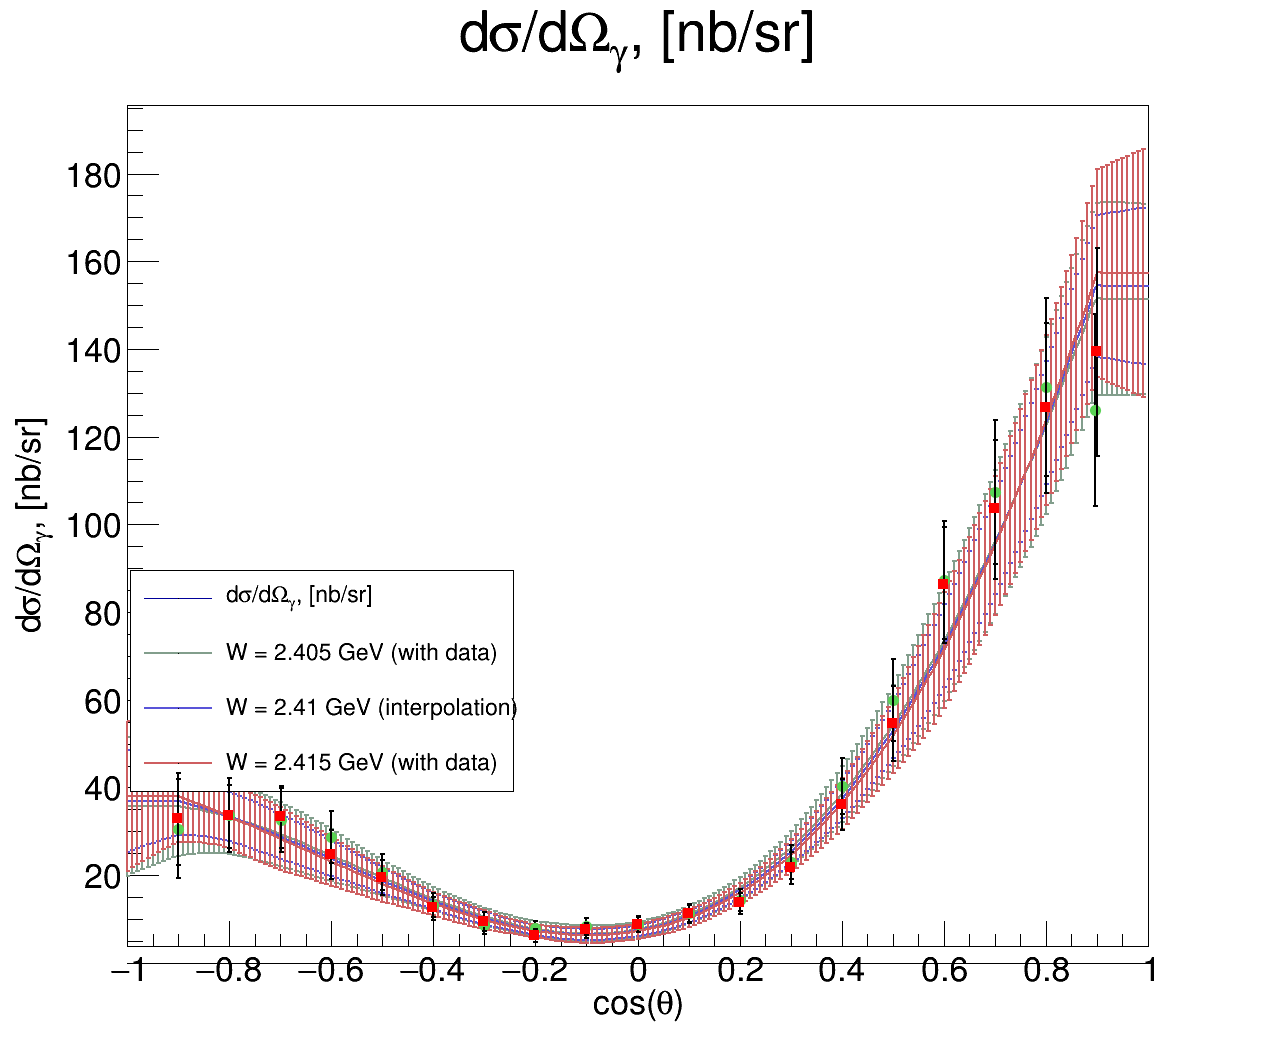 dσ/dΩγ, [nb/sr]
180
160
140
120
100
80
60
40
20
dσ/dΩγ, [nb/sr]
dσ/dΩγ, [nb/sr]
W = 2.405 GeV (with data)
W = 2.41 GeV (interpolation)
W = 2.415 GeV (with data)
−1 −0.8 −0.6 −0.4 −0.2 0 0.2 0.4 0.6 0.8 1
cos(θ)